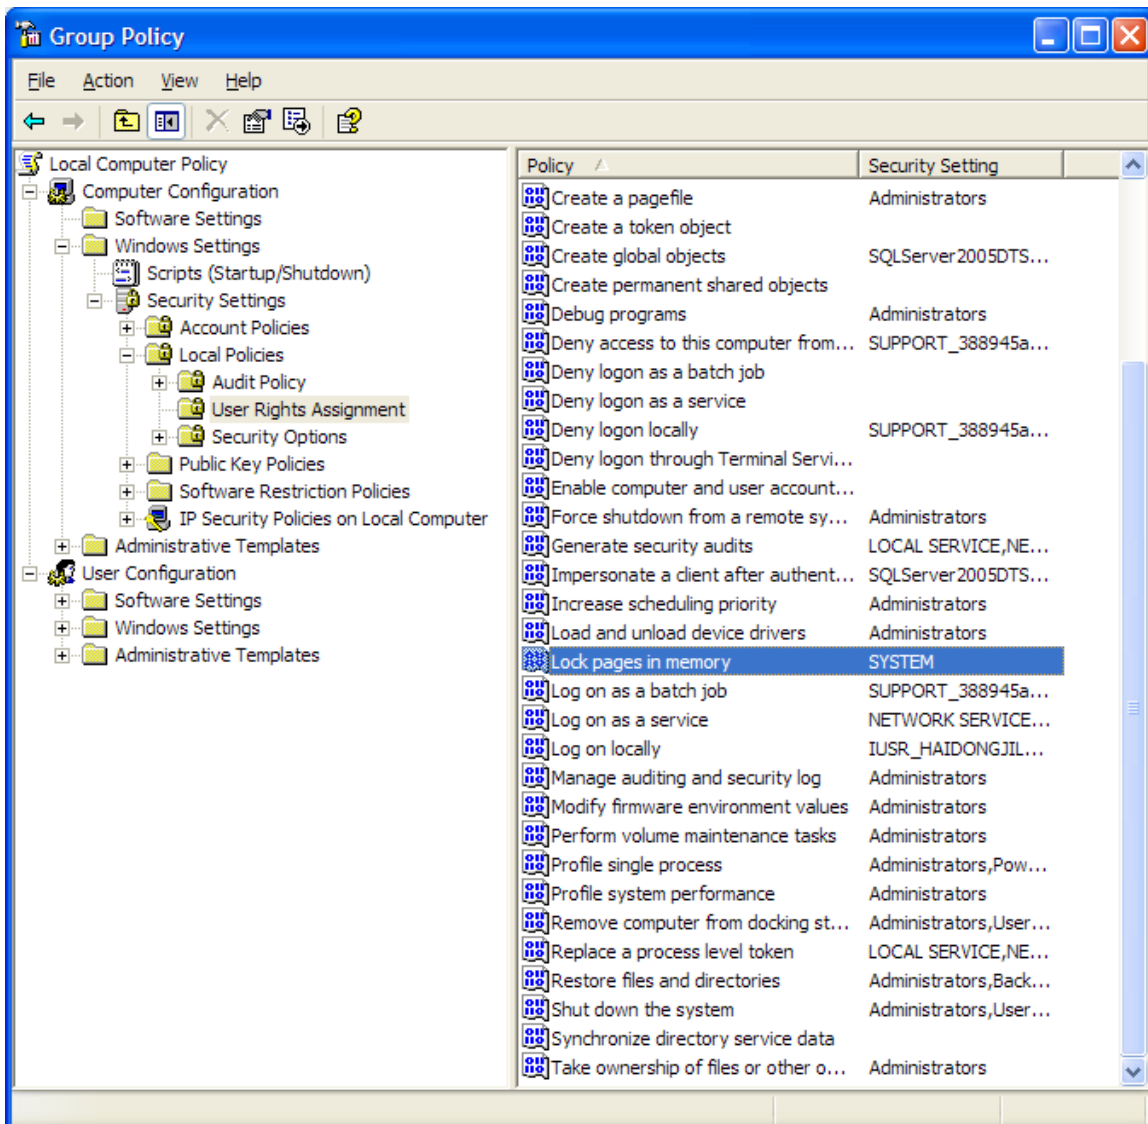 Group Policy
File Action View Help
Local Computer Policy
Computer Configuration
Software Settings
Windows Settings
Scripts (Startup/Shutdown)
Security Settings
Account Policies
Local Policies
Audit Policy
User Rights Assignment
Security Options
Public Key Policies
Software Restriction Policies
IP Security Policies on Local Computer
Administrative Templates
User Configuration
Software Settings
Windows Settings
Administrative Templates
Policy Security Setting
Create a pagefile Administrators
Create a token object
Create global objects SQLServer2005DTS...
Create permanent shared objects
Debug programs Administrators
Deny access to this computer from... SUPPORT_388945a...
Deny logon as a batch job
Deny logon as a service
Deny logon locally SUPPORT_388945a...
Deny logon through Terminal Servi...
Enable computer and user account...
Force shutdown from a remote sy... Administrators
Generate security audits LOCAL SERVICE,NE...
Impersonate a client after authent... SQLServer2005DTS...
Increase scheduling priority Administrators
Load and unload device drivers Administrators
Lock pages in memory SYSTEM
Log on as a batch job SUPPORT_388945a...
Log on as a service NETWORK SERVICE...
Log on locally IUSR_HAIDONGJIL...
Manage auditing and security log Administrators
Modify firmware environment values Administrators
Perform volume maintenance tasks Administrators
Profile single process Administrators,Pow...
Profile system performance Administrators
Remove computer from docking st... Administrators,User...
Replace a process level token LOCAL SERVICE,NE...
Restore files and directories Administrators,Back...
Shut down the system Administrators,User...
Synchronize directory service data
Take ownership of files or other o... Administrators